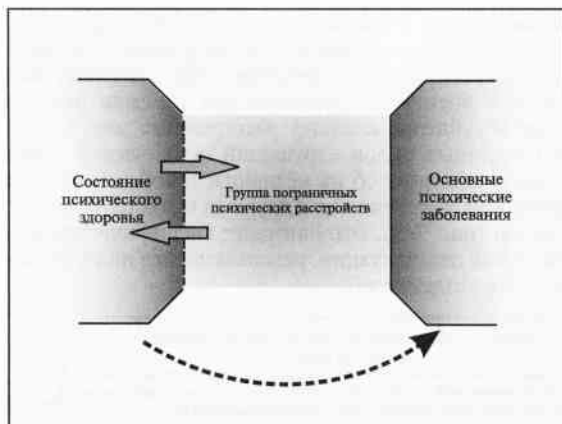 Состояние
психического
здоровья
Группа пограничных
психических расстройств
Основные
психические
заболевания